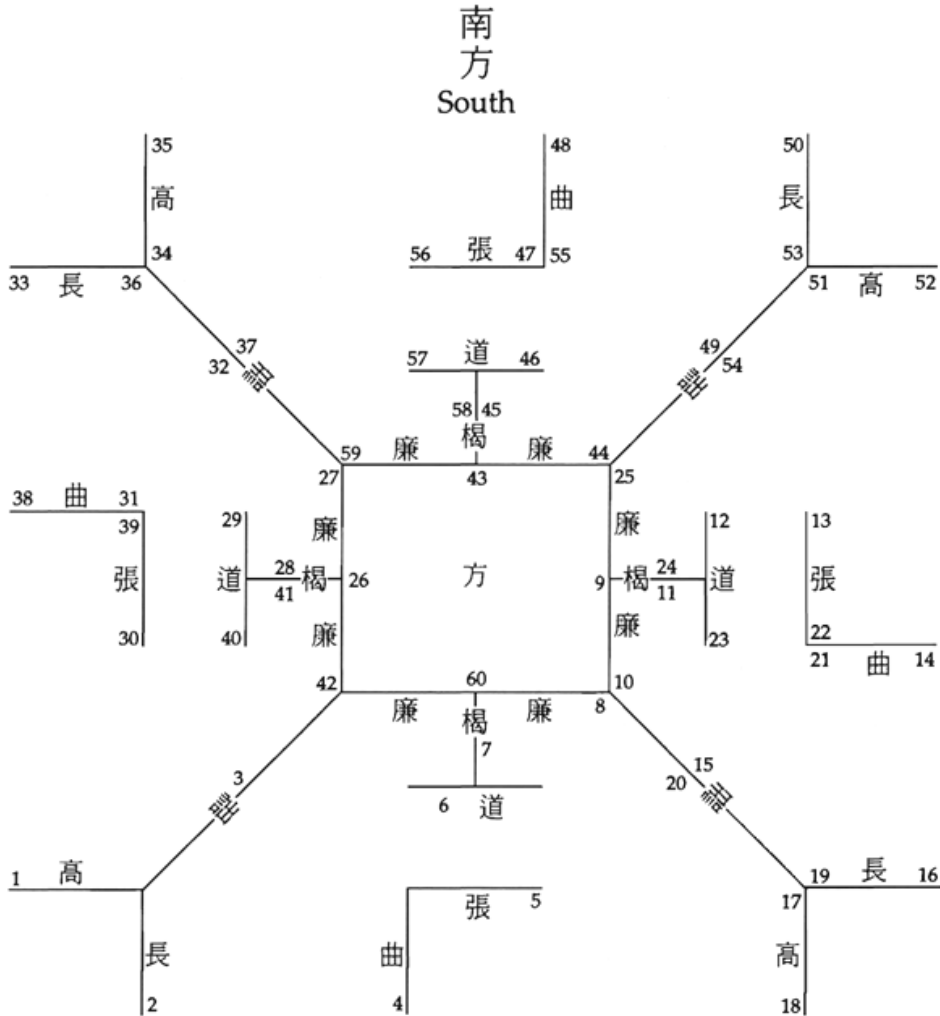 南
方
South
35 48 50
高 曲 長
34 56 張 47 55 53
33 長 36 51 高 52
37 57 道 46 49
32 詘 54 詘
58 45
59 廉 楬 廉 44
27 43 25
38 曲 31
39 29 廉 廉 12 13
張 道 28 41 楬 26 方 9 楬 24 11 道 張
30 40 廉 廉 23 22
21 曲 14
42 60 10
廉 楬 廉 8
7
3 15
詘 20 詘
6 道
1 高 19 長 16
張 5 17
長 曲 高
2 4 18